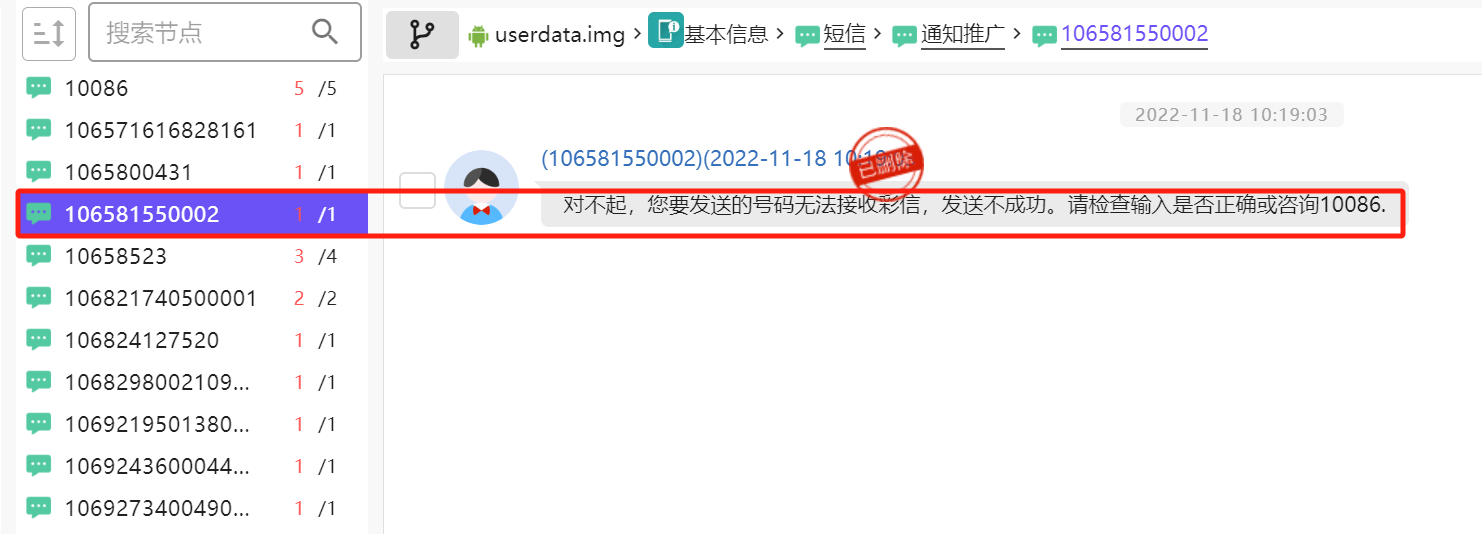 搜索节点
userdata.img > 基本信息 > 短信 > 通知推广 > 106581550002
10086 5 /5
106571616828161 1 /1
1065800431 1 /1
106581550002 1 /1
10658523 3 /4
106821740500001 2 /2
106824127520 1 /1
1068298002109... 1 /1
1069219501380... 1 /1
1069243600044... 1 /1
1069273400490... 1 /1
2022-11-18 10:19:03
(106581550002)(2022-11-18 10:19
已删除
对不起，您要发送的号码无法接收彩信，发送不成功。请检查输入是否正确或咨询10086.